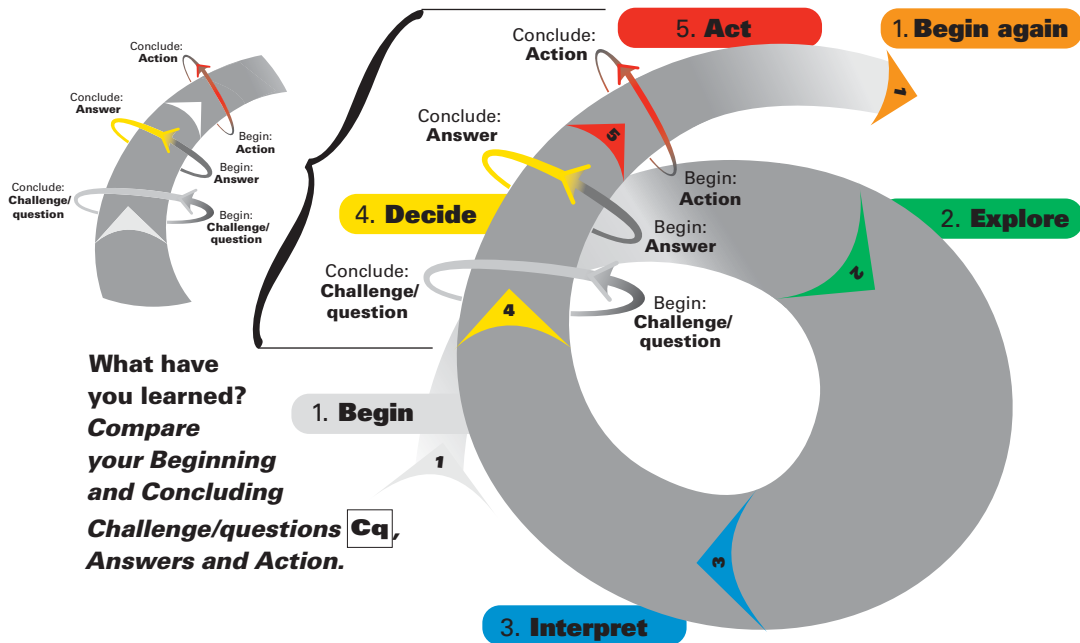 Conclude:
Action
Conclude:
Answer
Begin:
Action
Begin:
Answer
Conclude:
Challenge/
question
Begin:
Challenge/
question
5. Act
1. Begin again
Conclude:
Action
1
Conclude:
Answer
5
Begin:
Action
4. Decide
2. Explore
Begin:
Answer
2
Conclude:
Challenge/
question
4
Begin:
Challenge/
question
What have
you learned?
Compare
your Beginning
and Concluding
Challenge/questions Cq,
Answers and Action.
1. Begin
1
3
3. Interpret